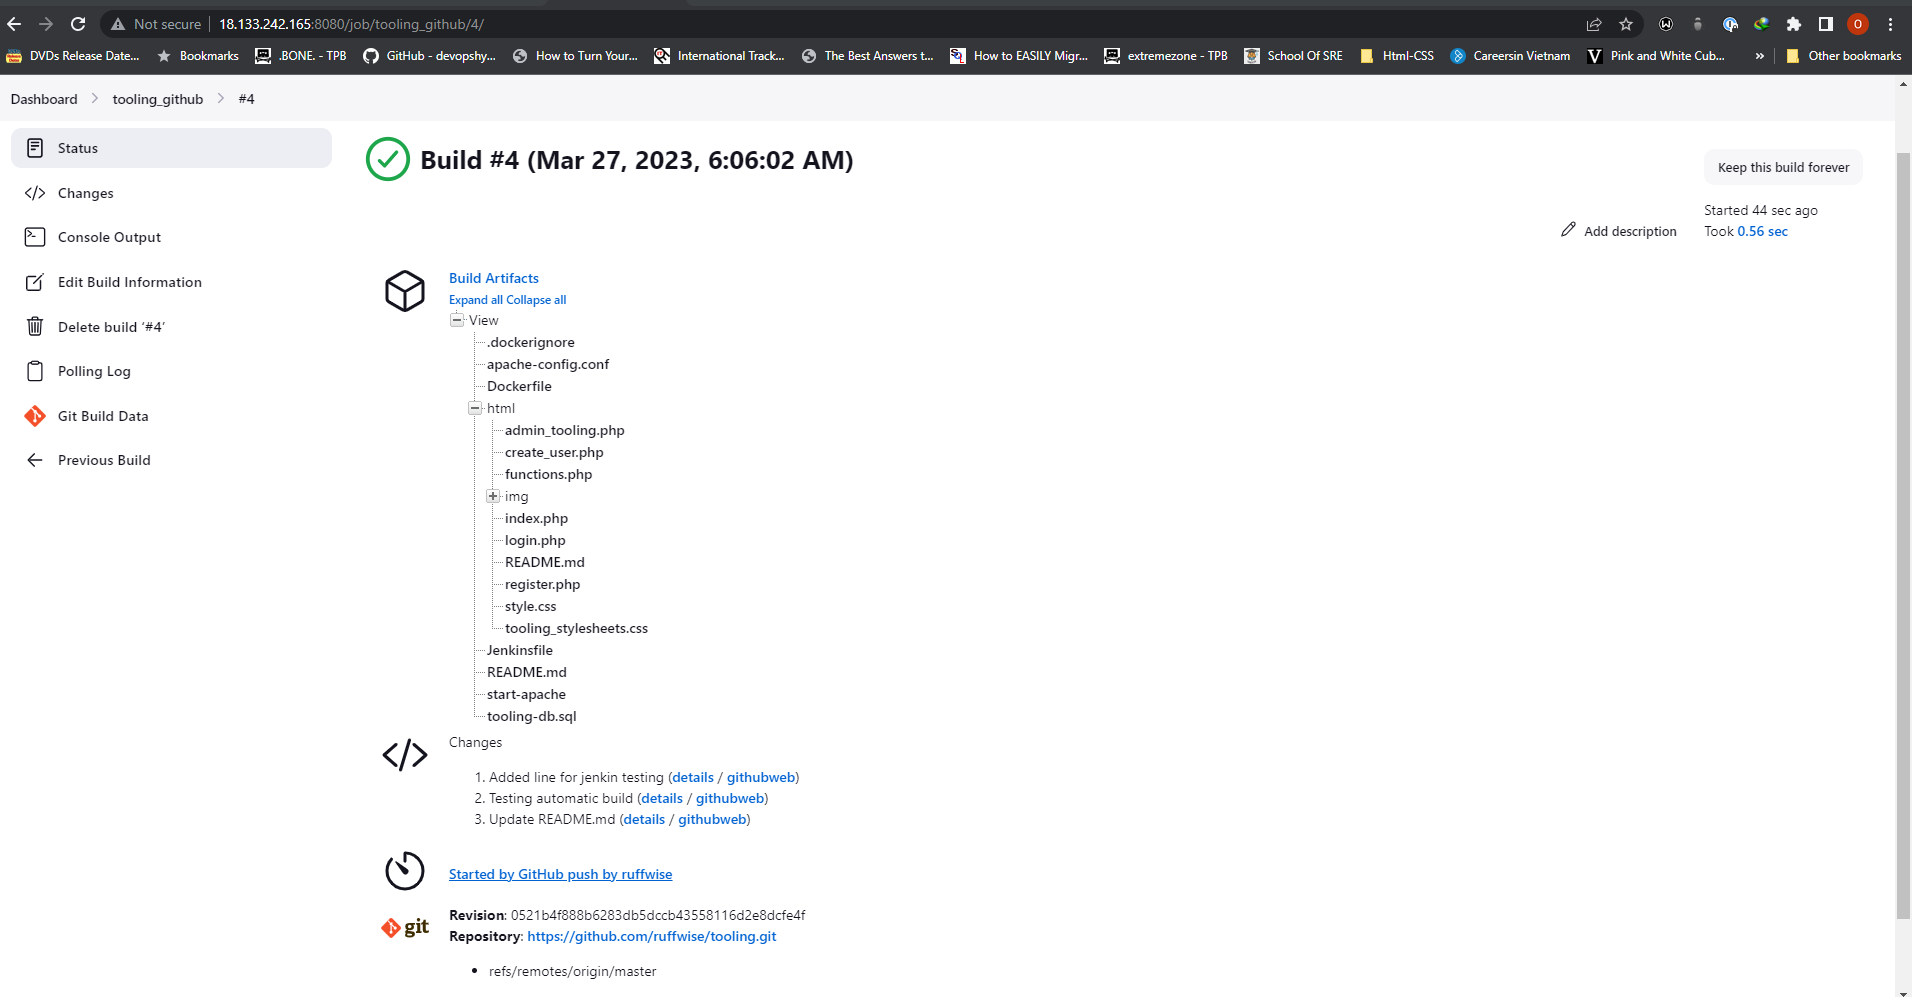 Not secure | 18.133.242.165:8080/job/tooling_github/4/
DVDs Release Date... Bookmarks .BONE. - TPB GitHub - devopshy... How to Turn Your... International Track... The Best Answers t... How to EASILY Migr... extremezone - TPB School Of SRE Html-CSS Careersin Vietnam Pink and White Cub... » Other bookmarks
Dashboard > tooling_github > #4
Status
Changes
Console Output
Edit Build Information
Delete build ‘#4’
Polling Log
Git Build Data
Previous Build
Build #4 (Mar 27, 2023, 6:06:02 AM)
Keep this build forever
Add description
Started 44 sec ago
Took 0.56 sec
Build Artifacts
Expand all Collapse all
View
.dockerignore
apache-config.conf
Dockerfile
html
admin_tooling.php
create_user.php
functions.php
img
index.php
login.php
README.md
register.php
style.css
tooling_stylesheets.css
Jenkinsfile
README.md
start-apache
tooling-db.sql
Changes
1. Added line for jenkin testing (details / githubweb)
2. Testing automatic build (details / githubweb)
3. Update README.md (details / githubweb)
Started by GitHub push by ruffwise
git
Revision: 0521b4f888b6283db5dccb43558116d2e8dcfe4f
Repository: https://github.com/ruffwise/tooling.git
• refs/remotes/origin/master